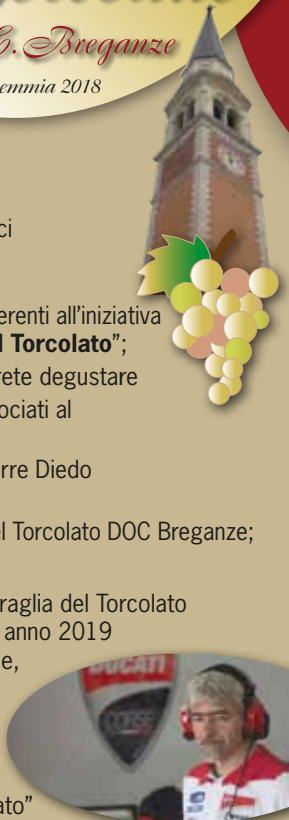 C. Breganze
emmia 2018
ci
erenti all'iniziativa
l Torcolato";
rete degustare
ociati al
rre Diedo
el Torcolato DOC Breganze;
raglia del Torcolato
anno 2019
e,
DUCATI
CORSE
ato"